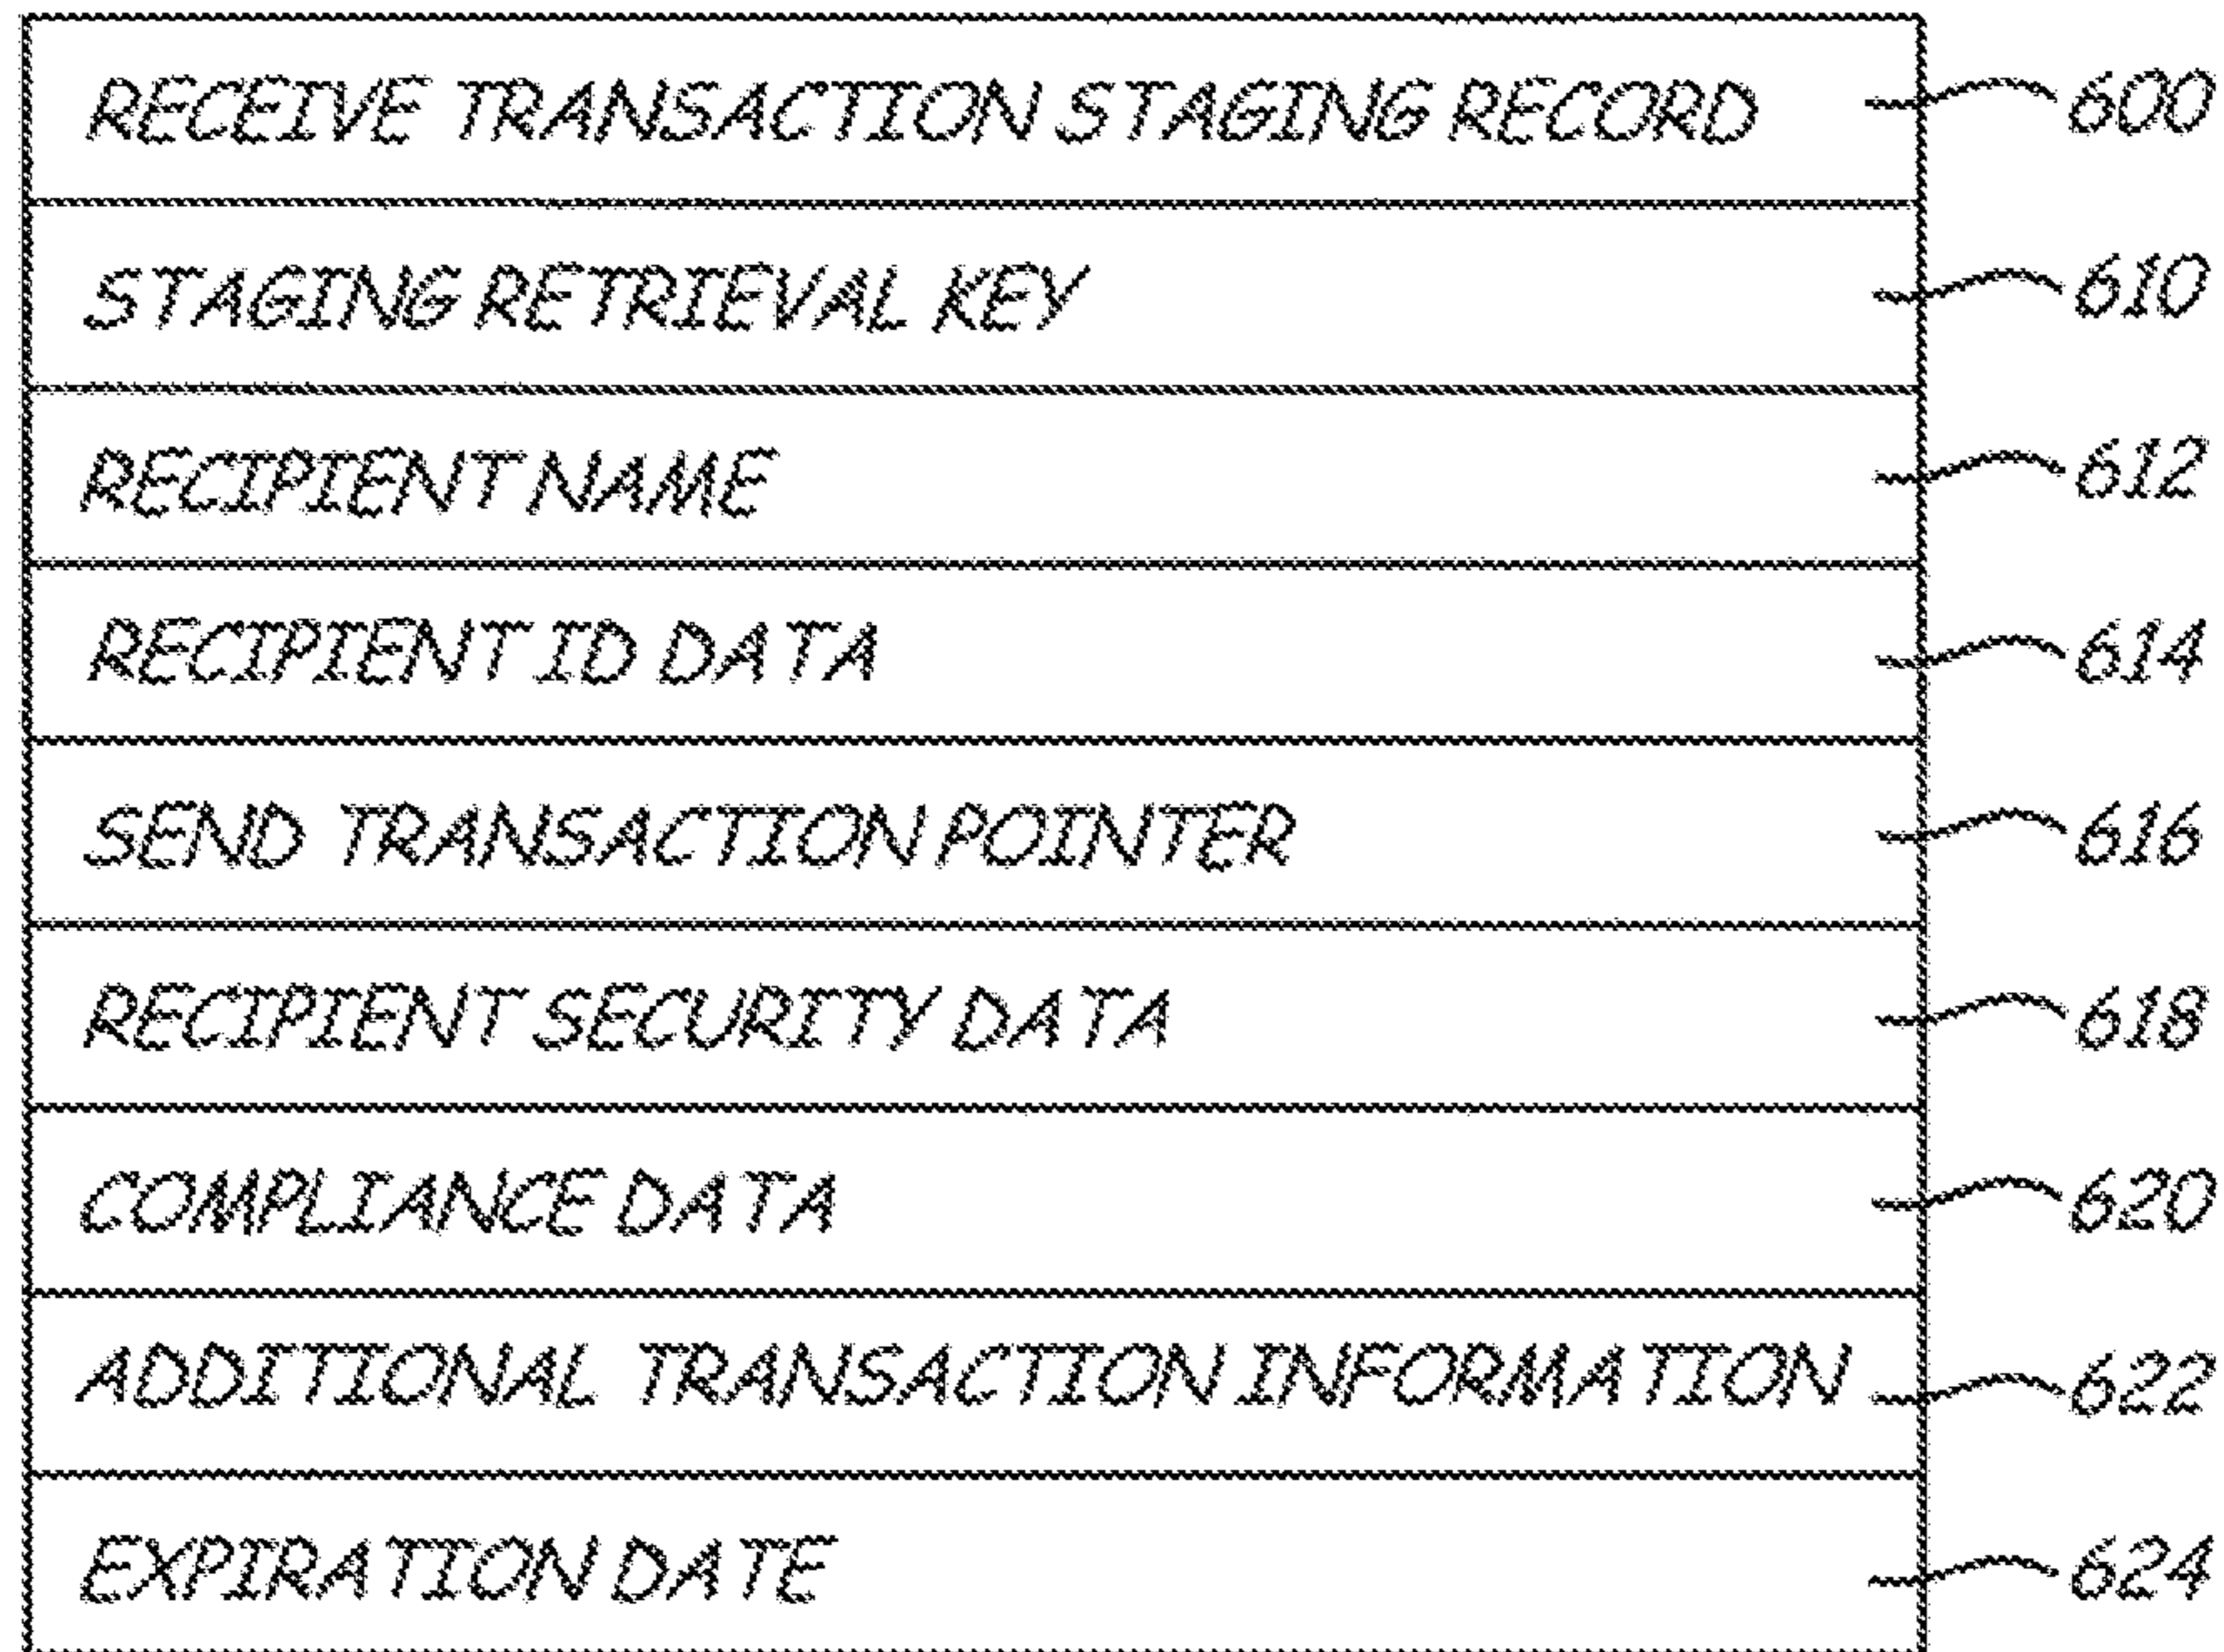 RECEIVE TRANSACTION STAGING RECORD 600
STAGING RETRIEVAL KEY 610
RECIPIENT NAME 612
RECIPIENT ID DATA 614
SEND TRANSACTION POINTER 616
RECIPIENT SECURITY DATA 618
COMPLIANCE DATA 620
ADDITIONAL TRANSACTION INFORMATION 622
EXPIRATION DATE 624